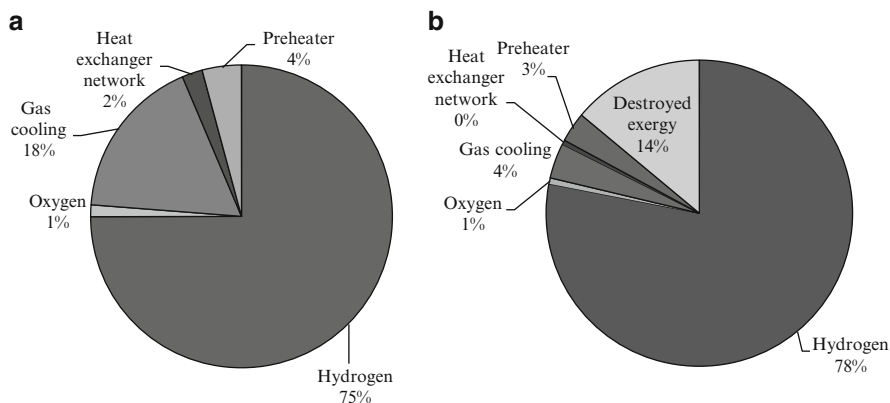 a
Heat
exchanger
network
2%
Preheater
4%
Gas
cooling
18%
Oxygen
1%
Hydrogen
75%
b
Heat
exchanger
network
0%
Preheater
3%
Destroyed
exergy
14%
Gas cooling
4%
Oxygen
1%
Hydrogen
78%